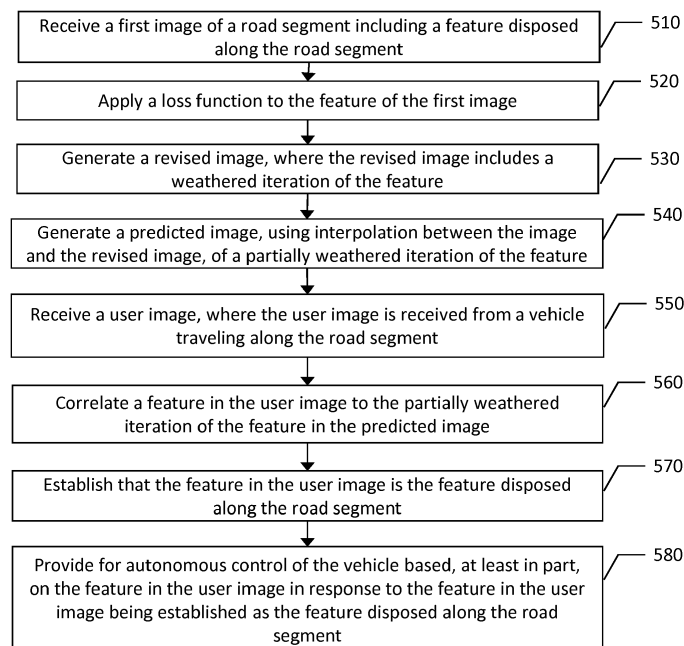 Receive a first image of a road segment including a feature disposed
along the road segment
510
Apply a loss function to the feature of the first image
520
Generate a revised image, where the revised image includes a
weathered iteration of the feature
530
Generate a predicted image, using interpolation between the image
and the revised image, of a partially weathered iteration of the feature
540
Receive a user image, where the user image is received from a vehicle
traveling along the road segment
550
Correlate a feature in the user image to the partially weathered
iteration of the feature in the predicted image
560
Establish that the feature in the user image is the feature disposed
along the road segment
570
Provide for autonomous control of the vehicle based, at least in part,
on the feature in the user image in response to the feature in the user
image being established as the feature disposed along the road
segment
580